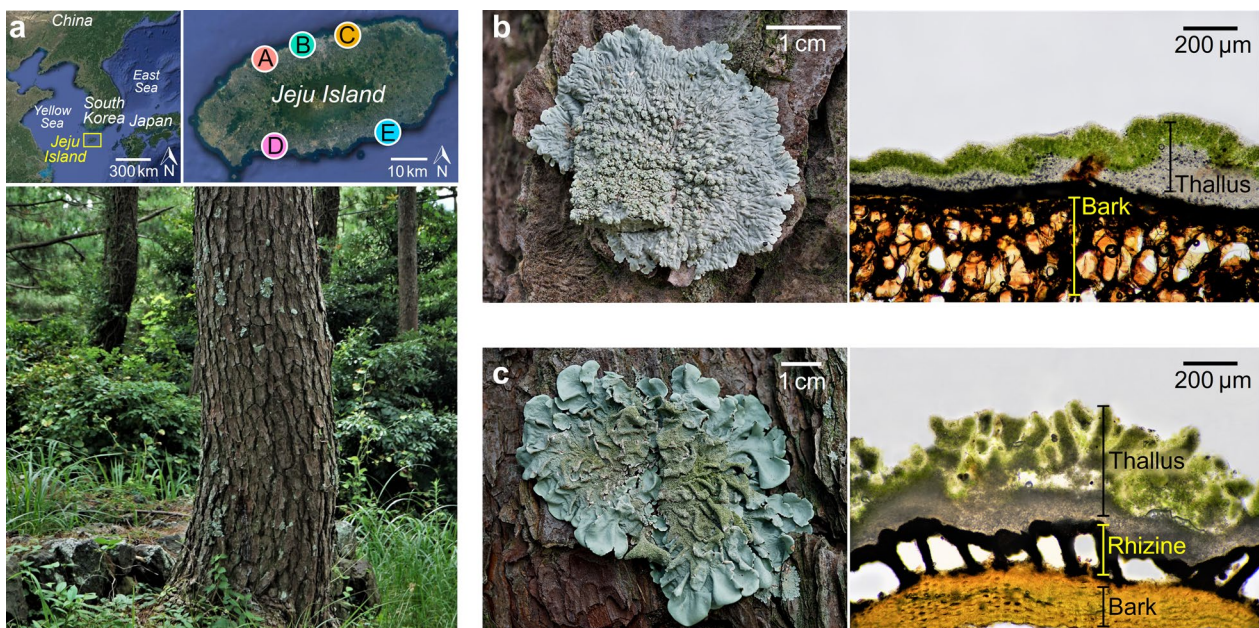 a
China
East
Sea
South
Korea
Japan
Yellow
Sea
Jeju
Island
300 km
N
A
B
C
Jeju Island
D
E
10 km
N
b
1 cm
200 µm
Thallus
Bark
c
1 cm
200 µm
Thallus
Rhizine
Bark